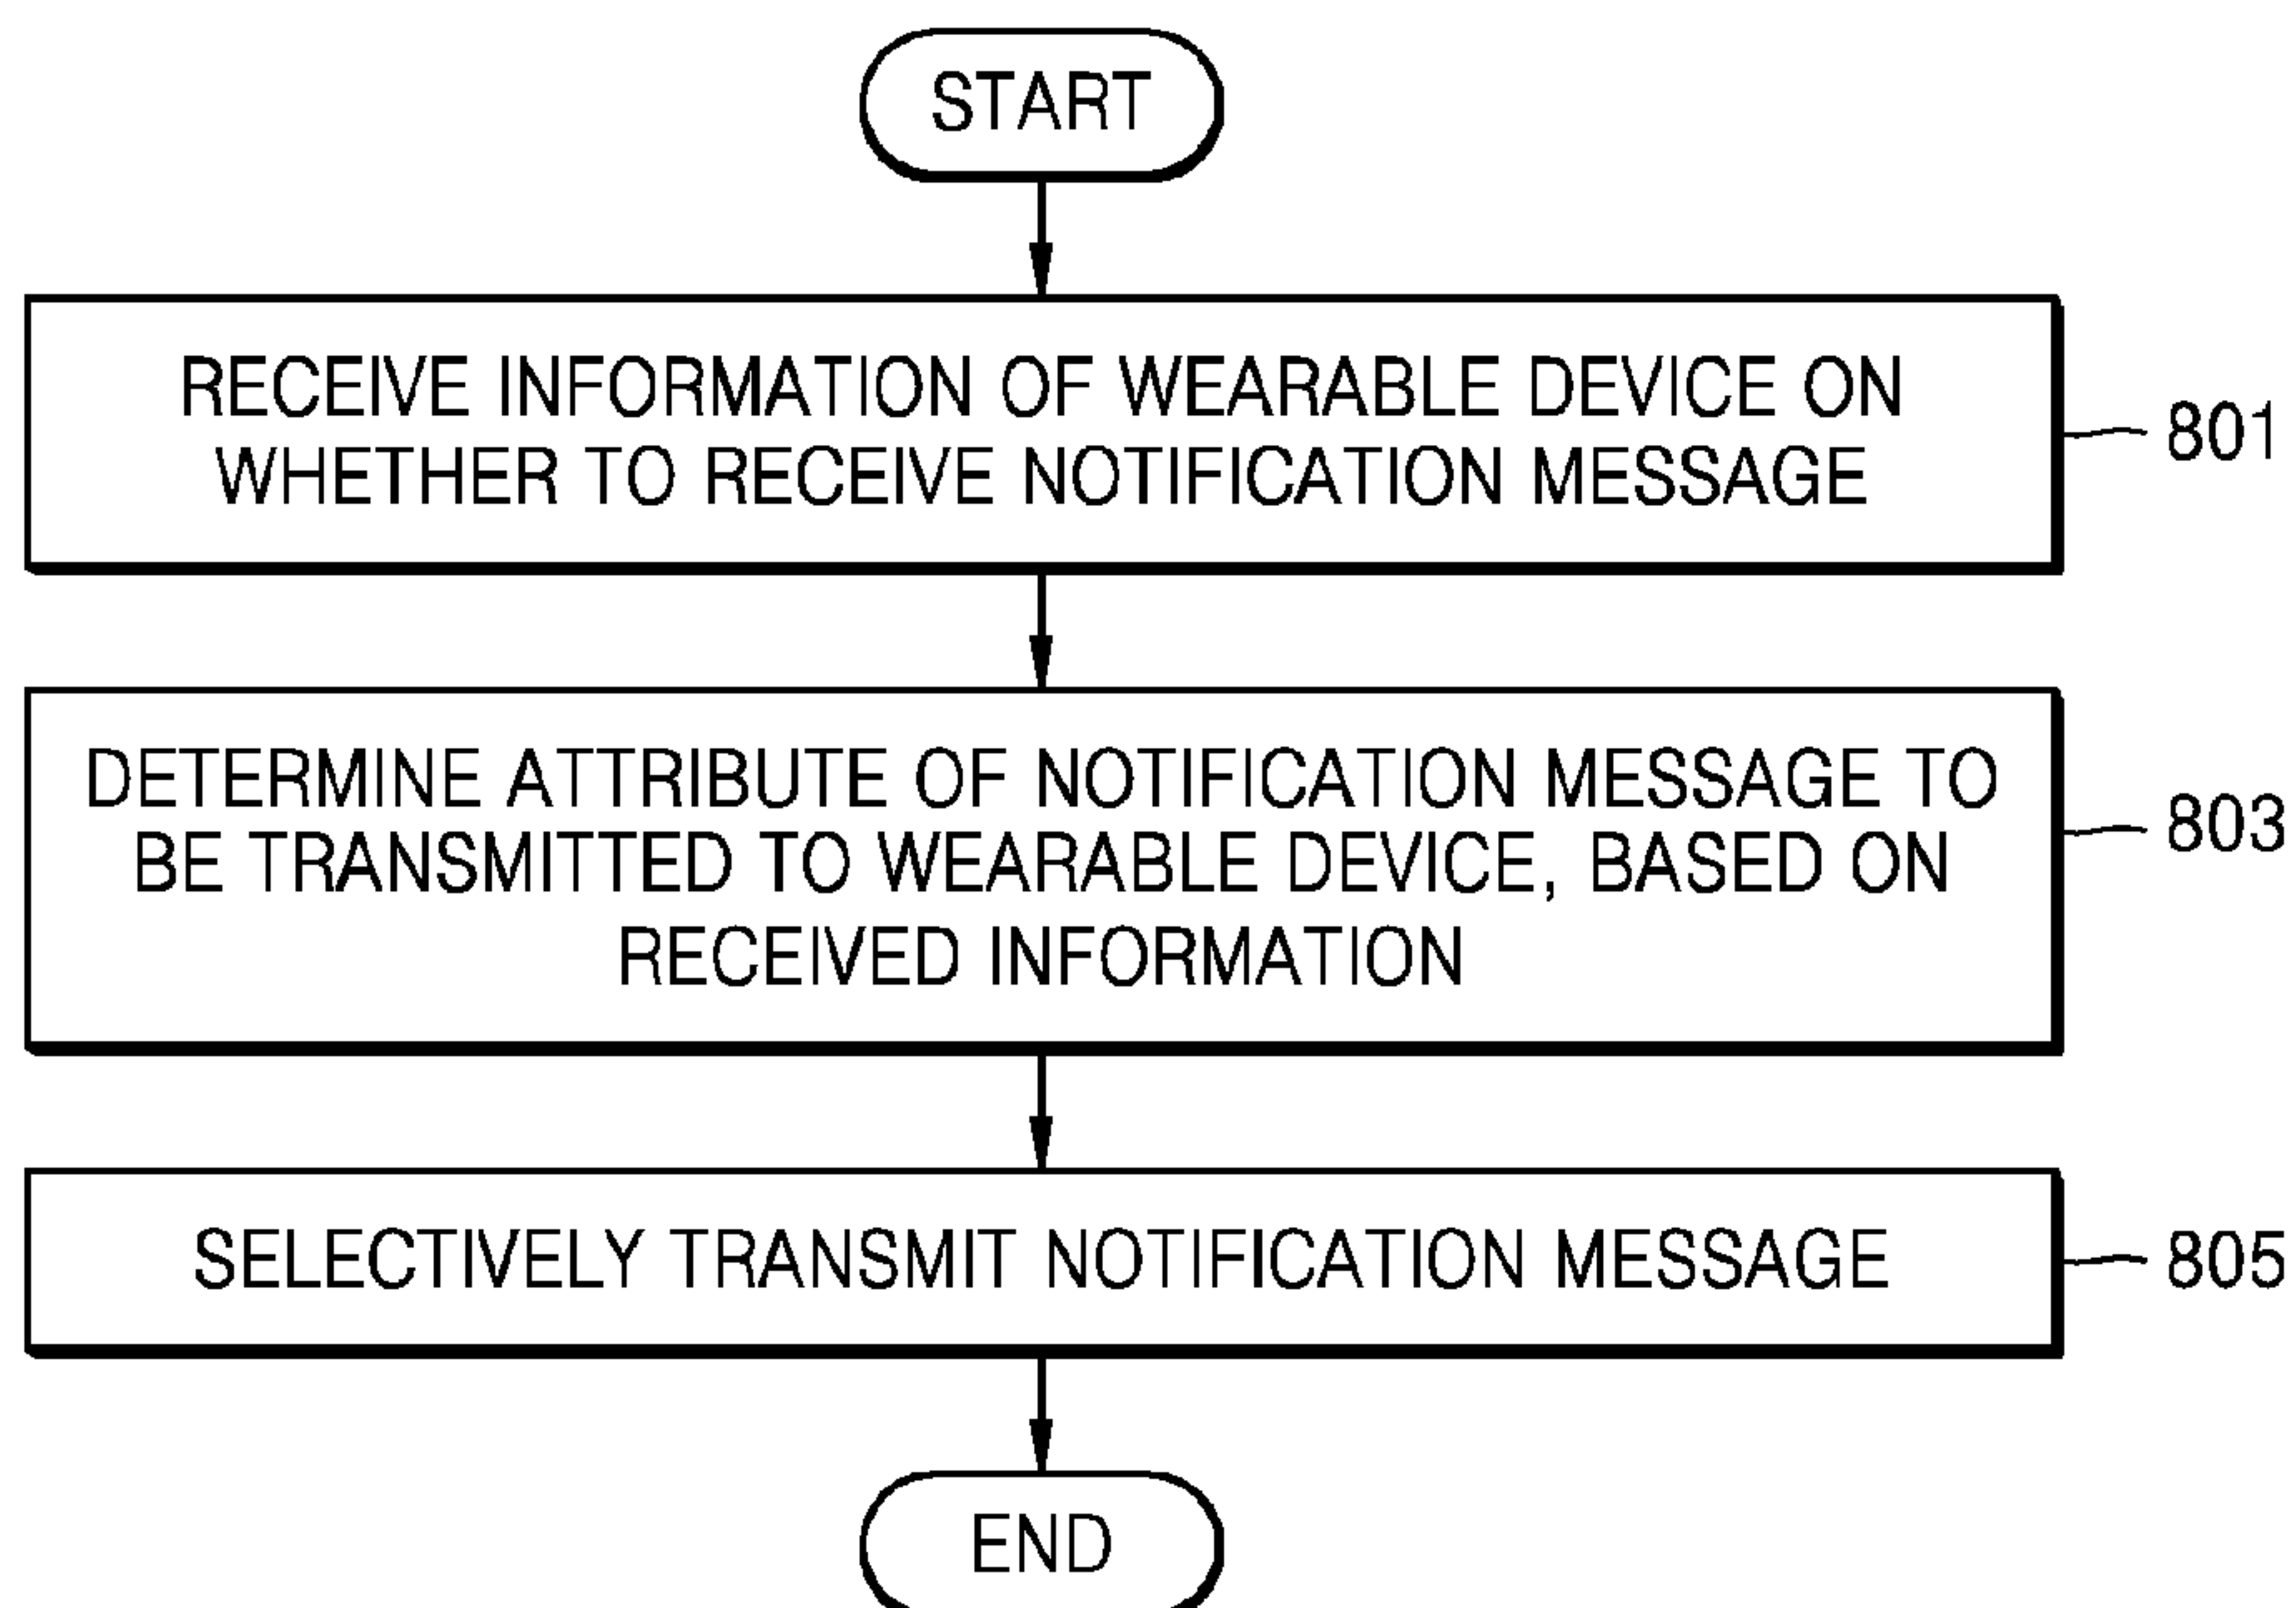 START
RECEIVE INFORMATION OF WEARABLE DEVICE ON
WHETHER TO RECEIVE NOTIFICATION MESSAGE
801
DETERMINE ATTRIBUTE OF NOTIFICATION MESSAGE TO
BE TRANSMITTED TO WEARABLE DEVICE, BASED ON
RECEIVED INFORMATION
803
SELECTIVELY TRANSMIT NOTIFICATION MESSAGE
805
END